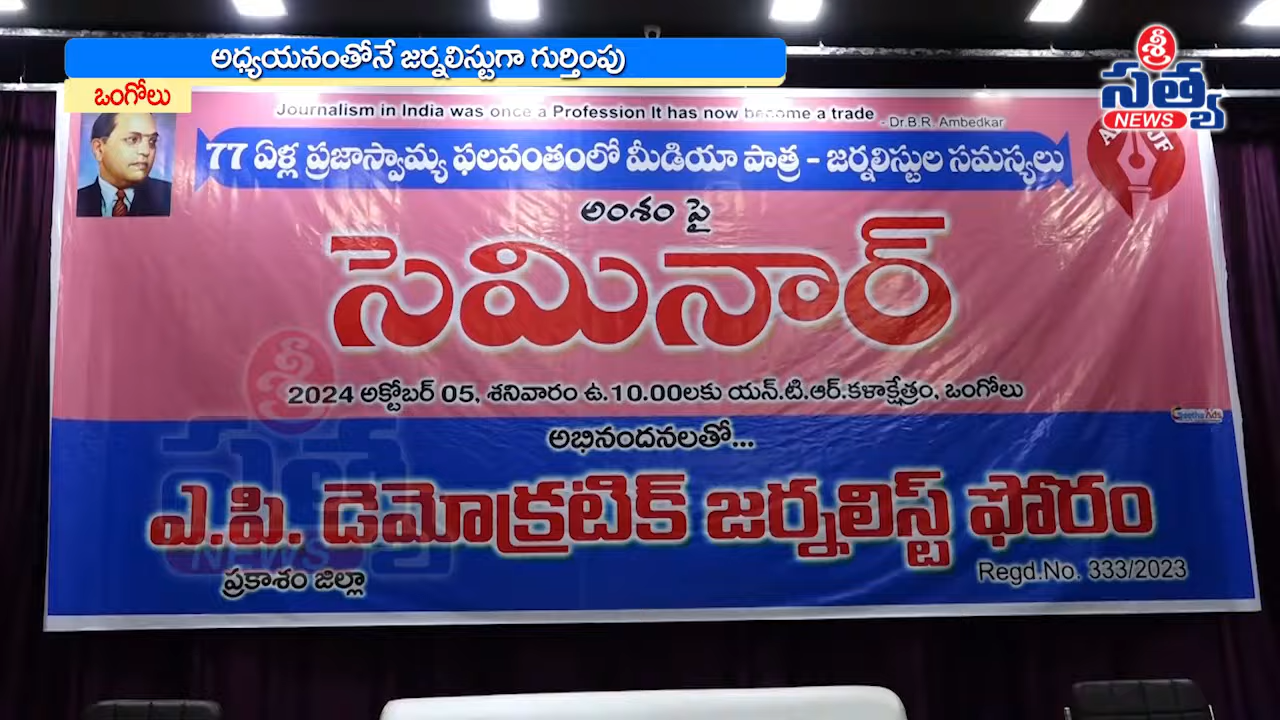 అధ్యయనంతోనే జర్నలిస్టుగా గుర్తింపు
ఒంగోలు
శ్రీ
సత్య
NEWS
Journalism in India was once a Profession It has now become a trade
- Dr.B.R. Ambedkar
77 ఏళ్ల ప్రజాస్వామ్య ఫలవంతంలో మీడియా పాత్ర - జర్నలిస్టుల సమస్యలు
అంశం పై
సెమినార్
2024 అక్టోబర్ 05, శనివారం ఉ.10.00లకు యన్.టి.ఆర్.కళాక్షేత్రం, ఒంగోలు
అభినందనలతో...
ఎ.పి. డెమోక్రటిక్ జర్నలిస్ట్ ఫోరం
ప్రకాశం జిల్లా
Regd.No. 333/2023
శ్రీ
సత్య
NEWS